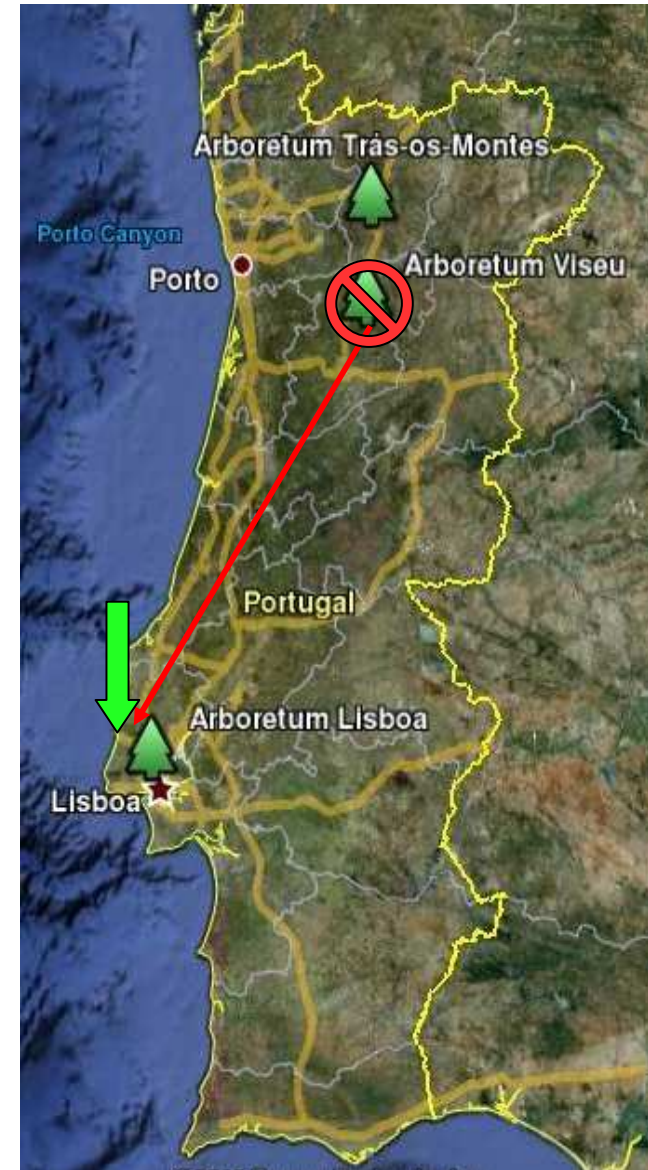 Arboretum Trás-os-Montes
Porto Canyon
Arboretum Viseu
Porto
Portugal
Arboretum Lisboa
Lisboa